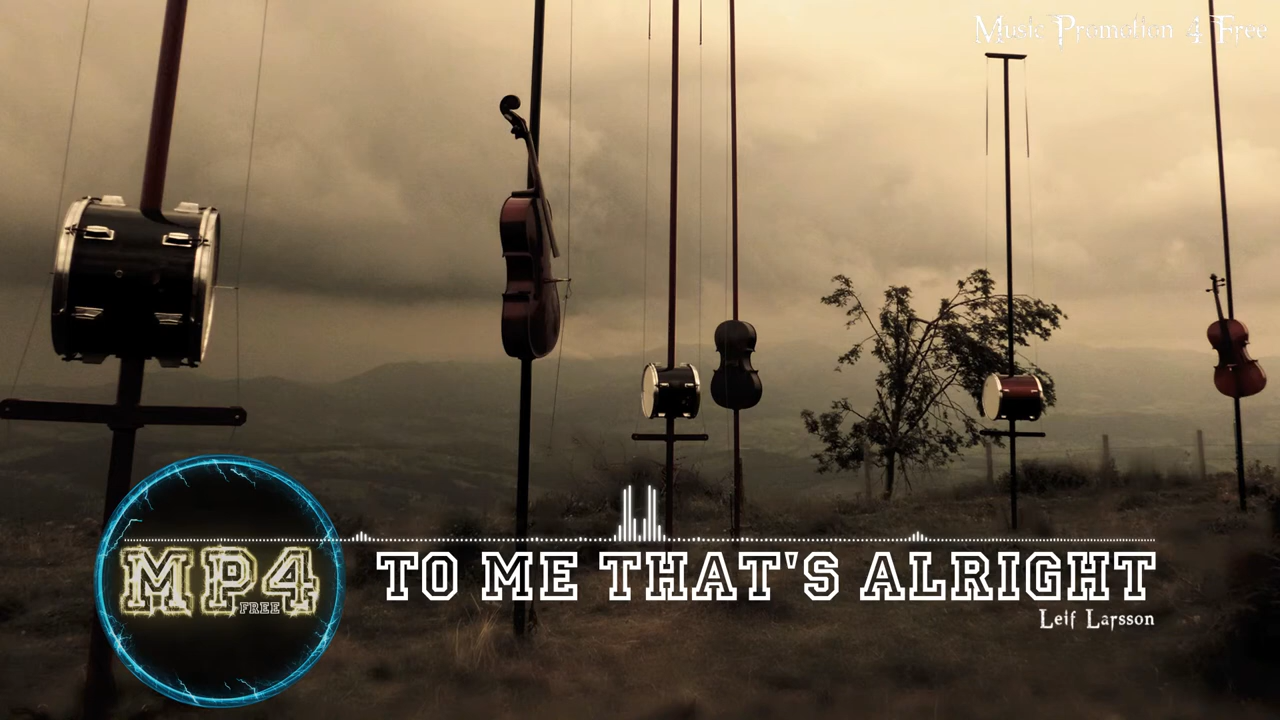 Music Promotion 4 Free
MP4
FREE
TO ME THAT'S ALRIGHT
Leif Larsson